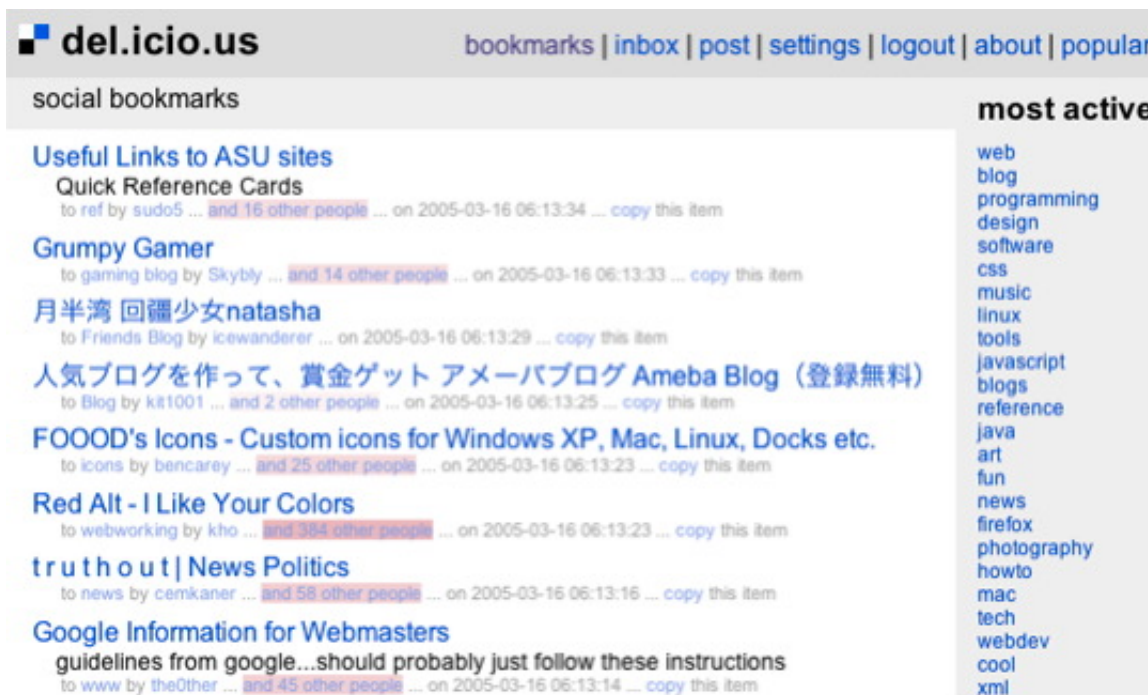 del.icio.us
bookmarks | inbox | post | settings | logout | about | popular
social bookmarks
Useful Links to ASU sites
Quick Reference Cards
to ref by sudo5 ... and 16 other people ... on 2005-03-16 06:13:34 ... copy this item
Grumpy Gamer
to gaming blog by Skybly ... and 14 other people ... on 2005-03-16 06:13:33 ... copy this item
月半湾 回疆少女natasha
to Friends Blog by icewanderer ... on 2005-03-16 06:13:29 ... copy this item
人気ブログを作って、賞金ゲット アメーバブログ Ameba Blog（登録無料）
to Blog by kit1001 ... and 2 other people ... on 2005-03-16 06:13:25 ... copy this item
FOOOD's Icons - Custom icons for Windows XP, Mac, Linux, Docks etc.
to icons by bencarey ... and 25 other people ... on 2005-03-16 06:13:23 ... copy this item
Red Alt - I Like Your Colors
to webworking by kho ... and 384 other people ... on 2005-03-16 06:13:23 ... copy this item
t r u t h o u t | News Politics
to news by cemkaner ... and 58 other people ... on 2005-03-16 06:13:16 ... copy this item
Google Information for Webmasters
guidelines from google...should probably just follow these instructions
to www by the0ther ... and 45 other people ... on 2005-03-16 06:13:14 ... copy this item
most active
web
blog
programming
design
software
css
music
linux
tools
javascript
blogs
reference
java
art
fun
news
firefox
photography
howto
mac
tech
webdev
cool
xml